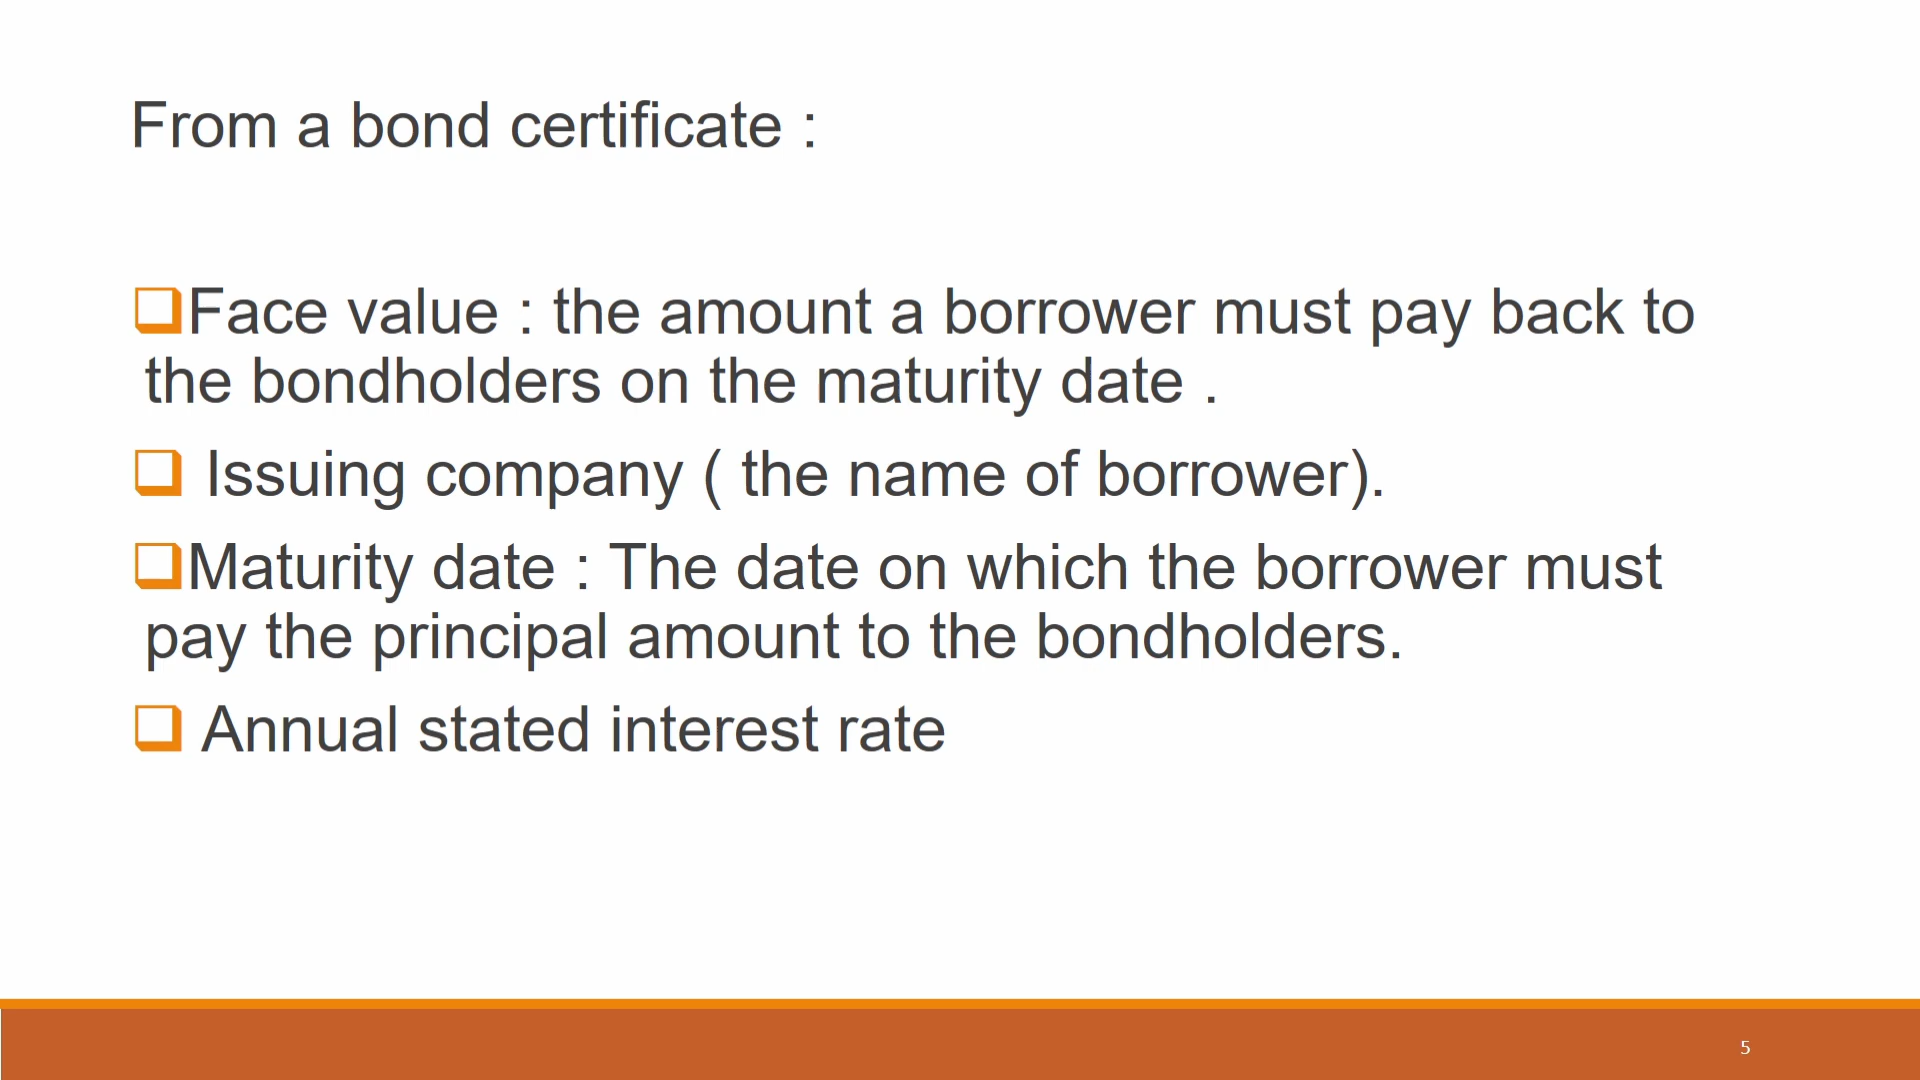 From a bond certificate :
❑Face value : the amount a borrower must pay back to
the bondholders on the maturity date .
❑ Issuing company ( the name of borrower).
❑Maturity date : The date on which the borrower must
pay the principal amount to the bondholders.
❑ Annual stated interest rate
5